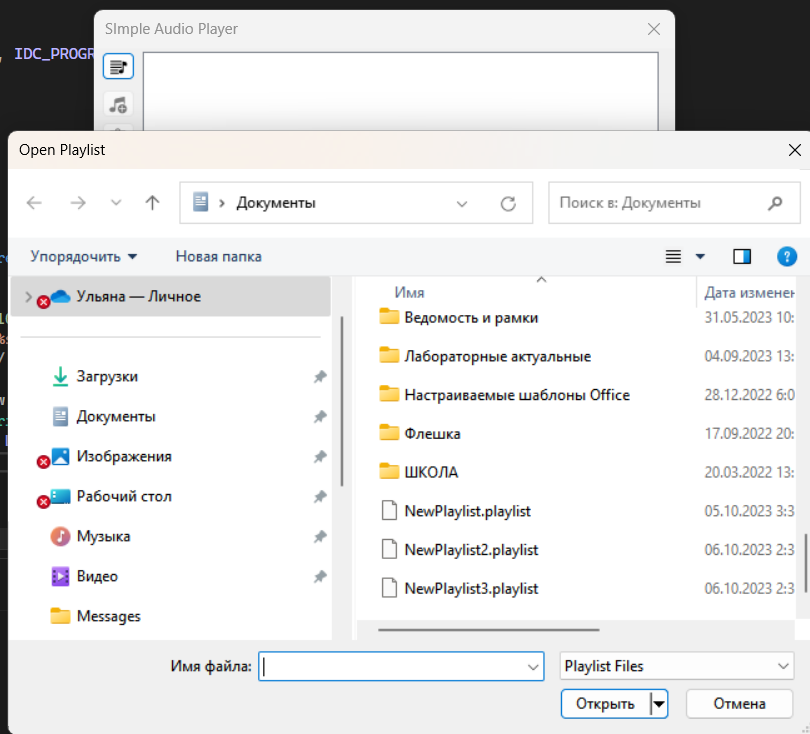 SImple Audio Player
IDC_PROGR
Open Playlist
Документы
Поиск в: Документы
Упорядочить
Новая папка
Ульяна — Личное
Загрузки
Документы
Изображения
Рабочий стол
Музыка
Видео
Messages
Имя
Дата изменен
Ведомость и рамки
31.05.2023 10:
Лабораторные актуальные
04.09.2023 13:
Настраиваемые шаблоны Office
28.12.2022 6:0
Флешка
17.09.2022 20:
ШКОЛА
20.03.2022 13:
NewPlaylist.playlist
05.10.2023 3:3
NewPlaylist2.playlist
06.10.2023 2:3
NewPlaylist3.playlist
06.10.2023 2:3
Имя файла:
Playlist Files
Открыть
Отмена